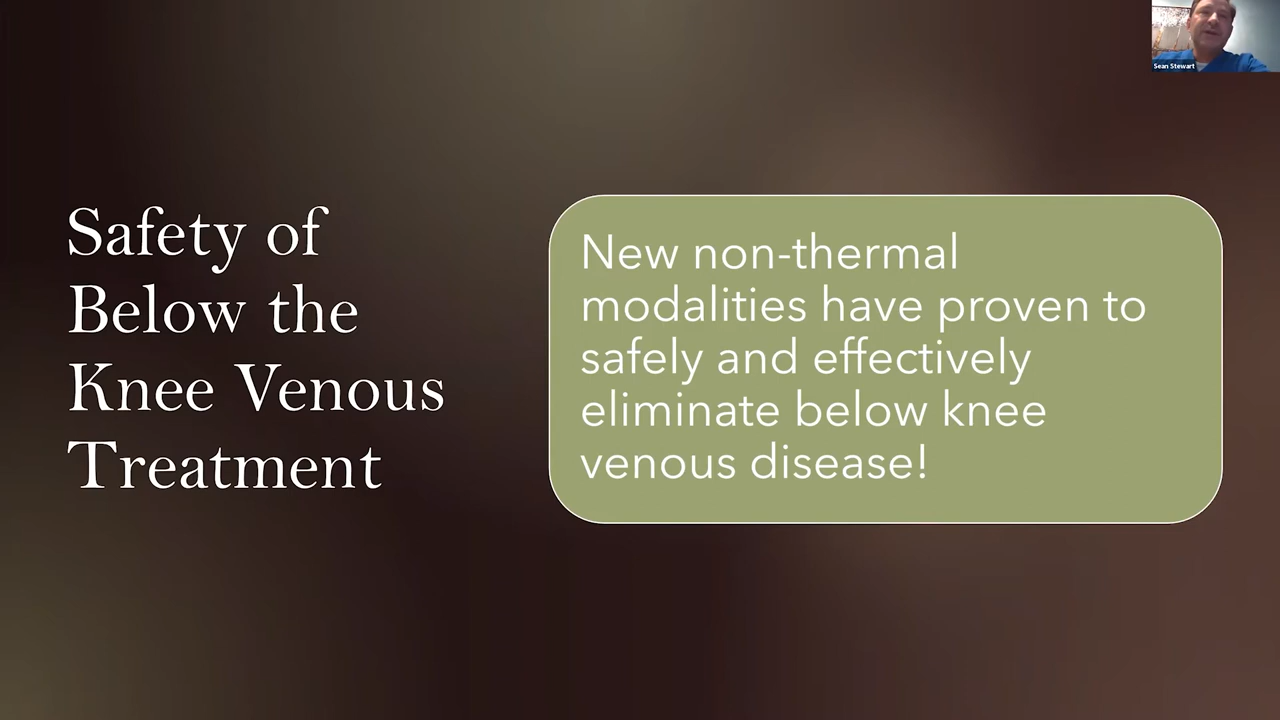 Sean Stewart
Safety of
Below the
Knee Venous
Treatment
New non-thermal
modalities have proven to
safely and effectively
eliminate below knee
venous disease!